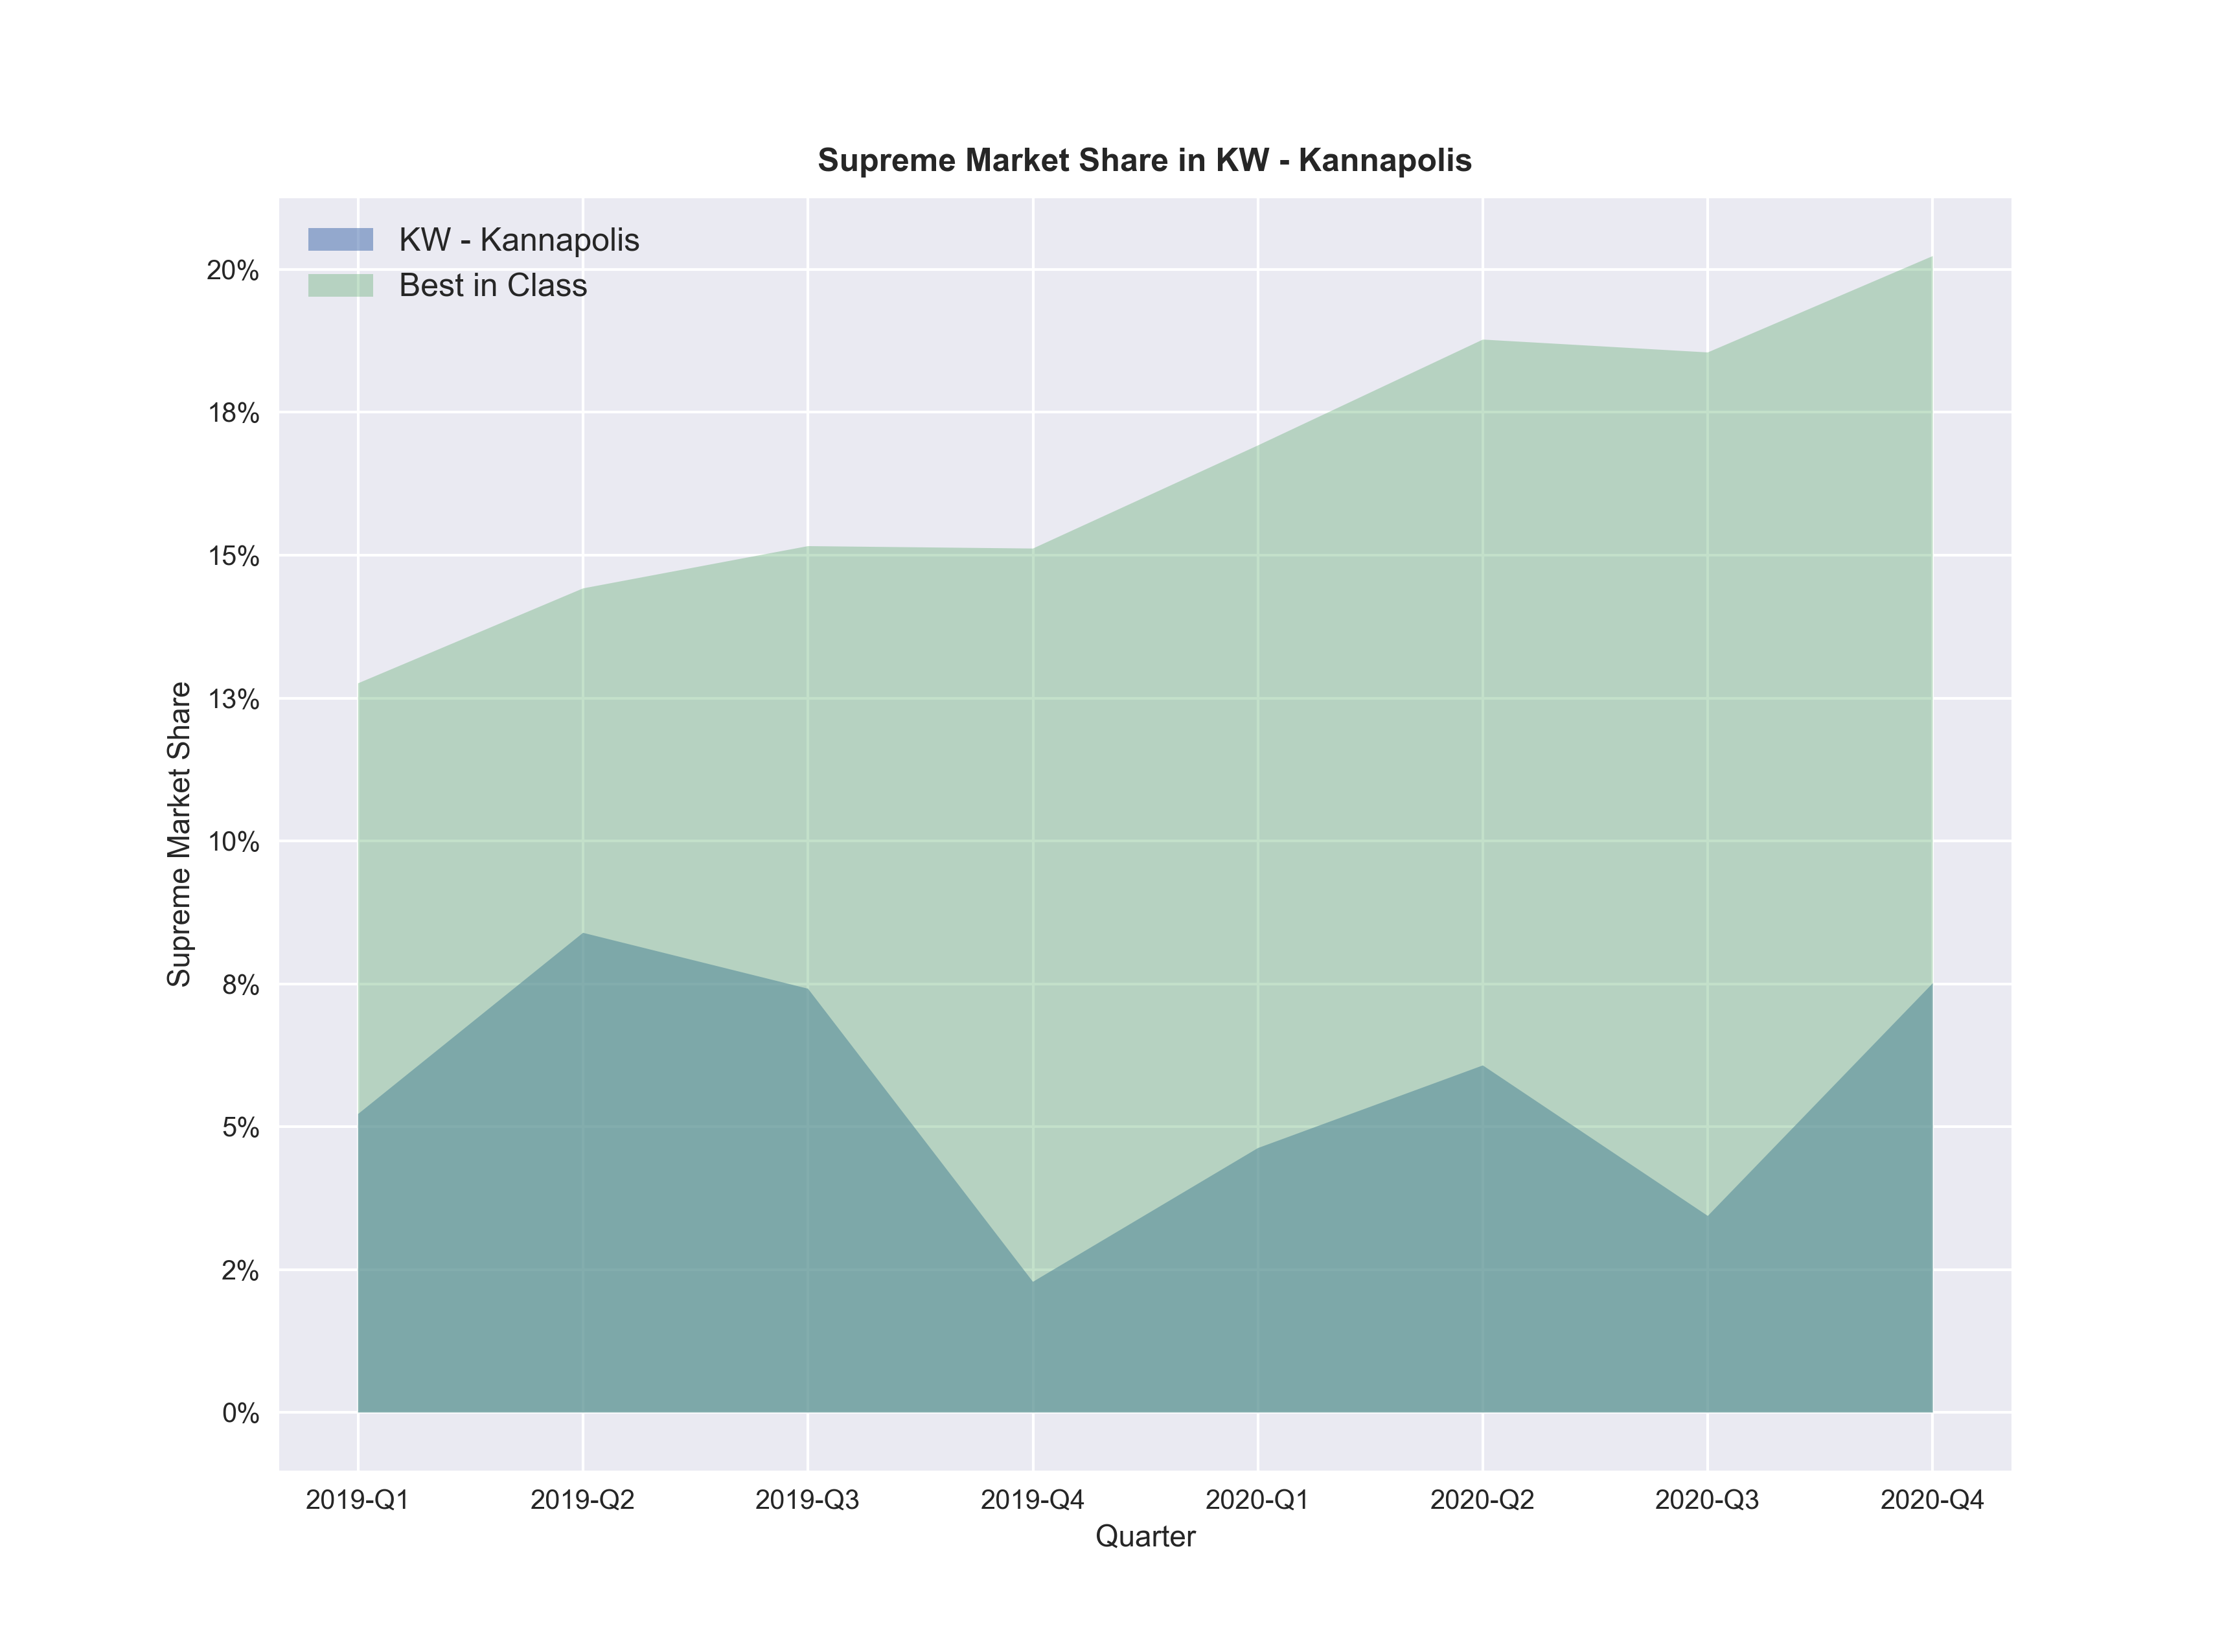 Supreme Market Share in KW - Kannapolis
KW - Kannapolis
Best in Class
20%
18%
15%
13%
10%
8%
5%
2%
0%
Supreme Market Share
2019-Q1 2019-Q2 2019-Q3 2019-Q4 2020-Q1 2020-Q2 2020-Q3 2020-Q4
Quarter